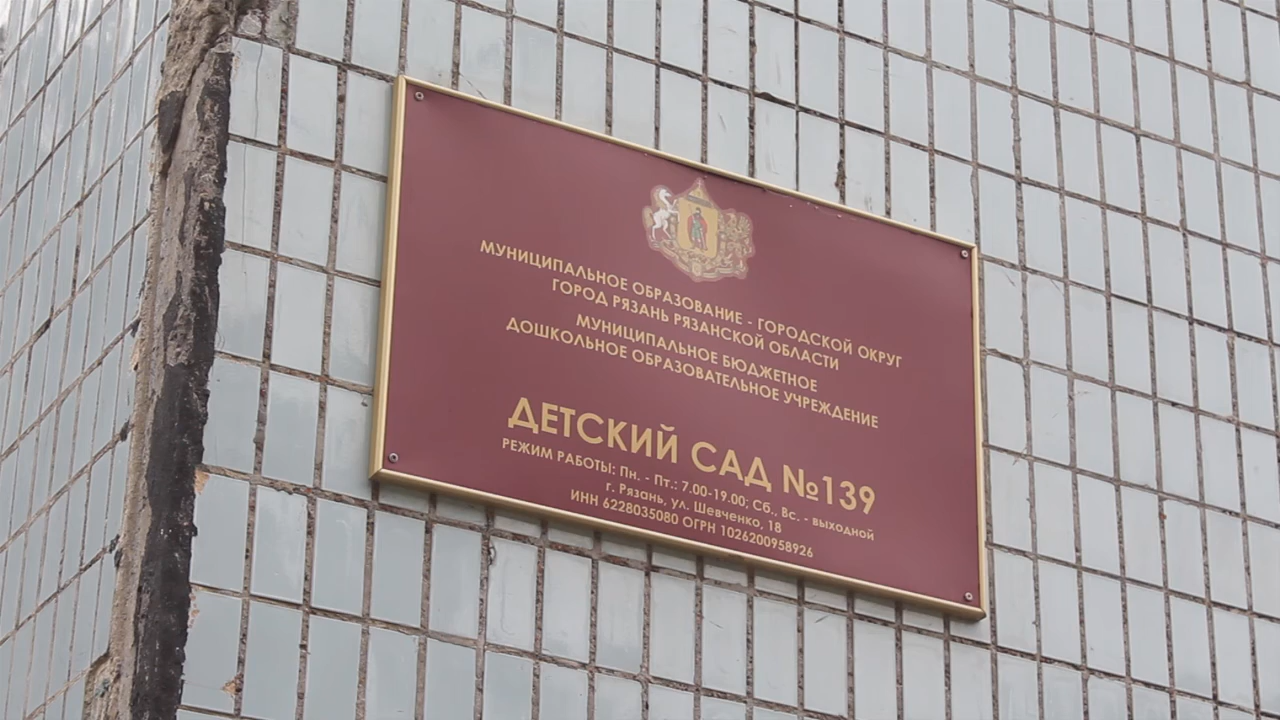 МУНИЦИПАЛЬНОЕ ОБРАЗОВАНИЕ - ГОРОДСКОЙ ОКРУГ
ГОРОД РЯЗАНЬ РЯЗАНСКОЙ ОБЛАСТИ
МУНИЦИПАЛЬНОЕ БЮДЖЕТНОЕ
ДОШКОЛЬНОЕ ОБРАЗОВАТЕЛЬНОЕ УЧРЕЖДЕНИЕ
ДЕТСКИЙ САД №139
РЕЖИМ РАБОТЫ: Пн. - Пт.: 7.00-19.00; Сб., Вс. - выходной
г. Рязань, ул. Шевченко, 18
ИНН 6228035080 ОГРН 1026200958926